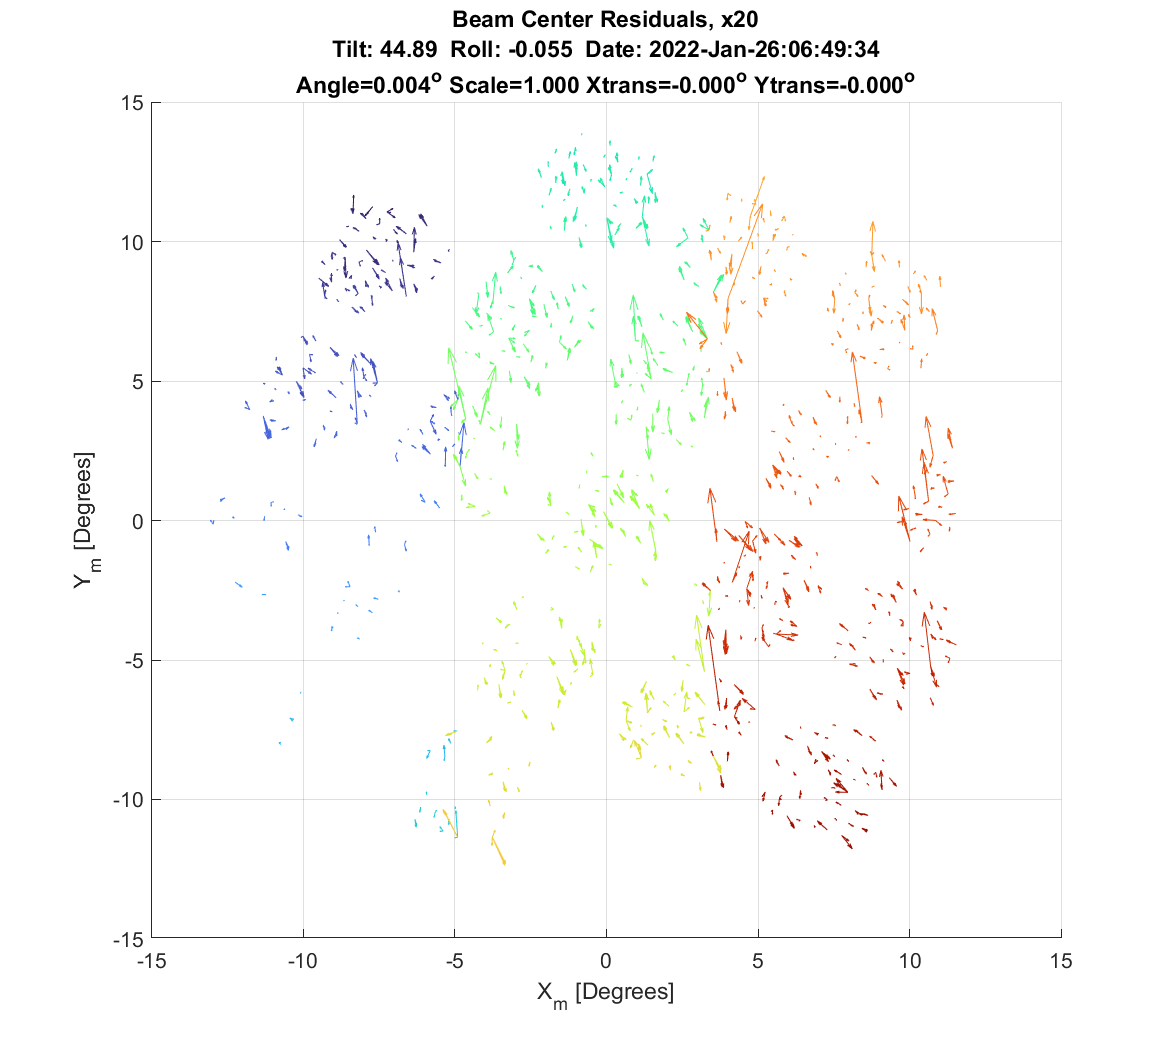 Beam Center Residuals, x20
Tilt: 44.89 Roll: -0.055 Date: 2022-Jan-26:06:49:34
Angle=0.004° Scale=1.000 Xtrans=-0.000° Ytrans=-0.000°
15
10
5
0
-5
-10
-15
Y_m [Degrees]
-15 -10 -5 0 5 10 15
X_m [Degrees]